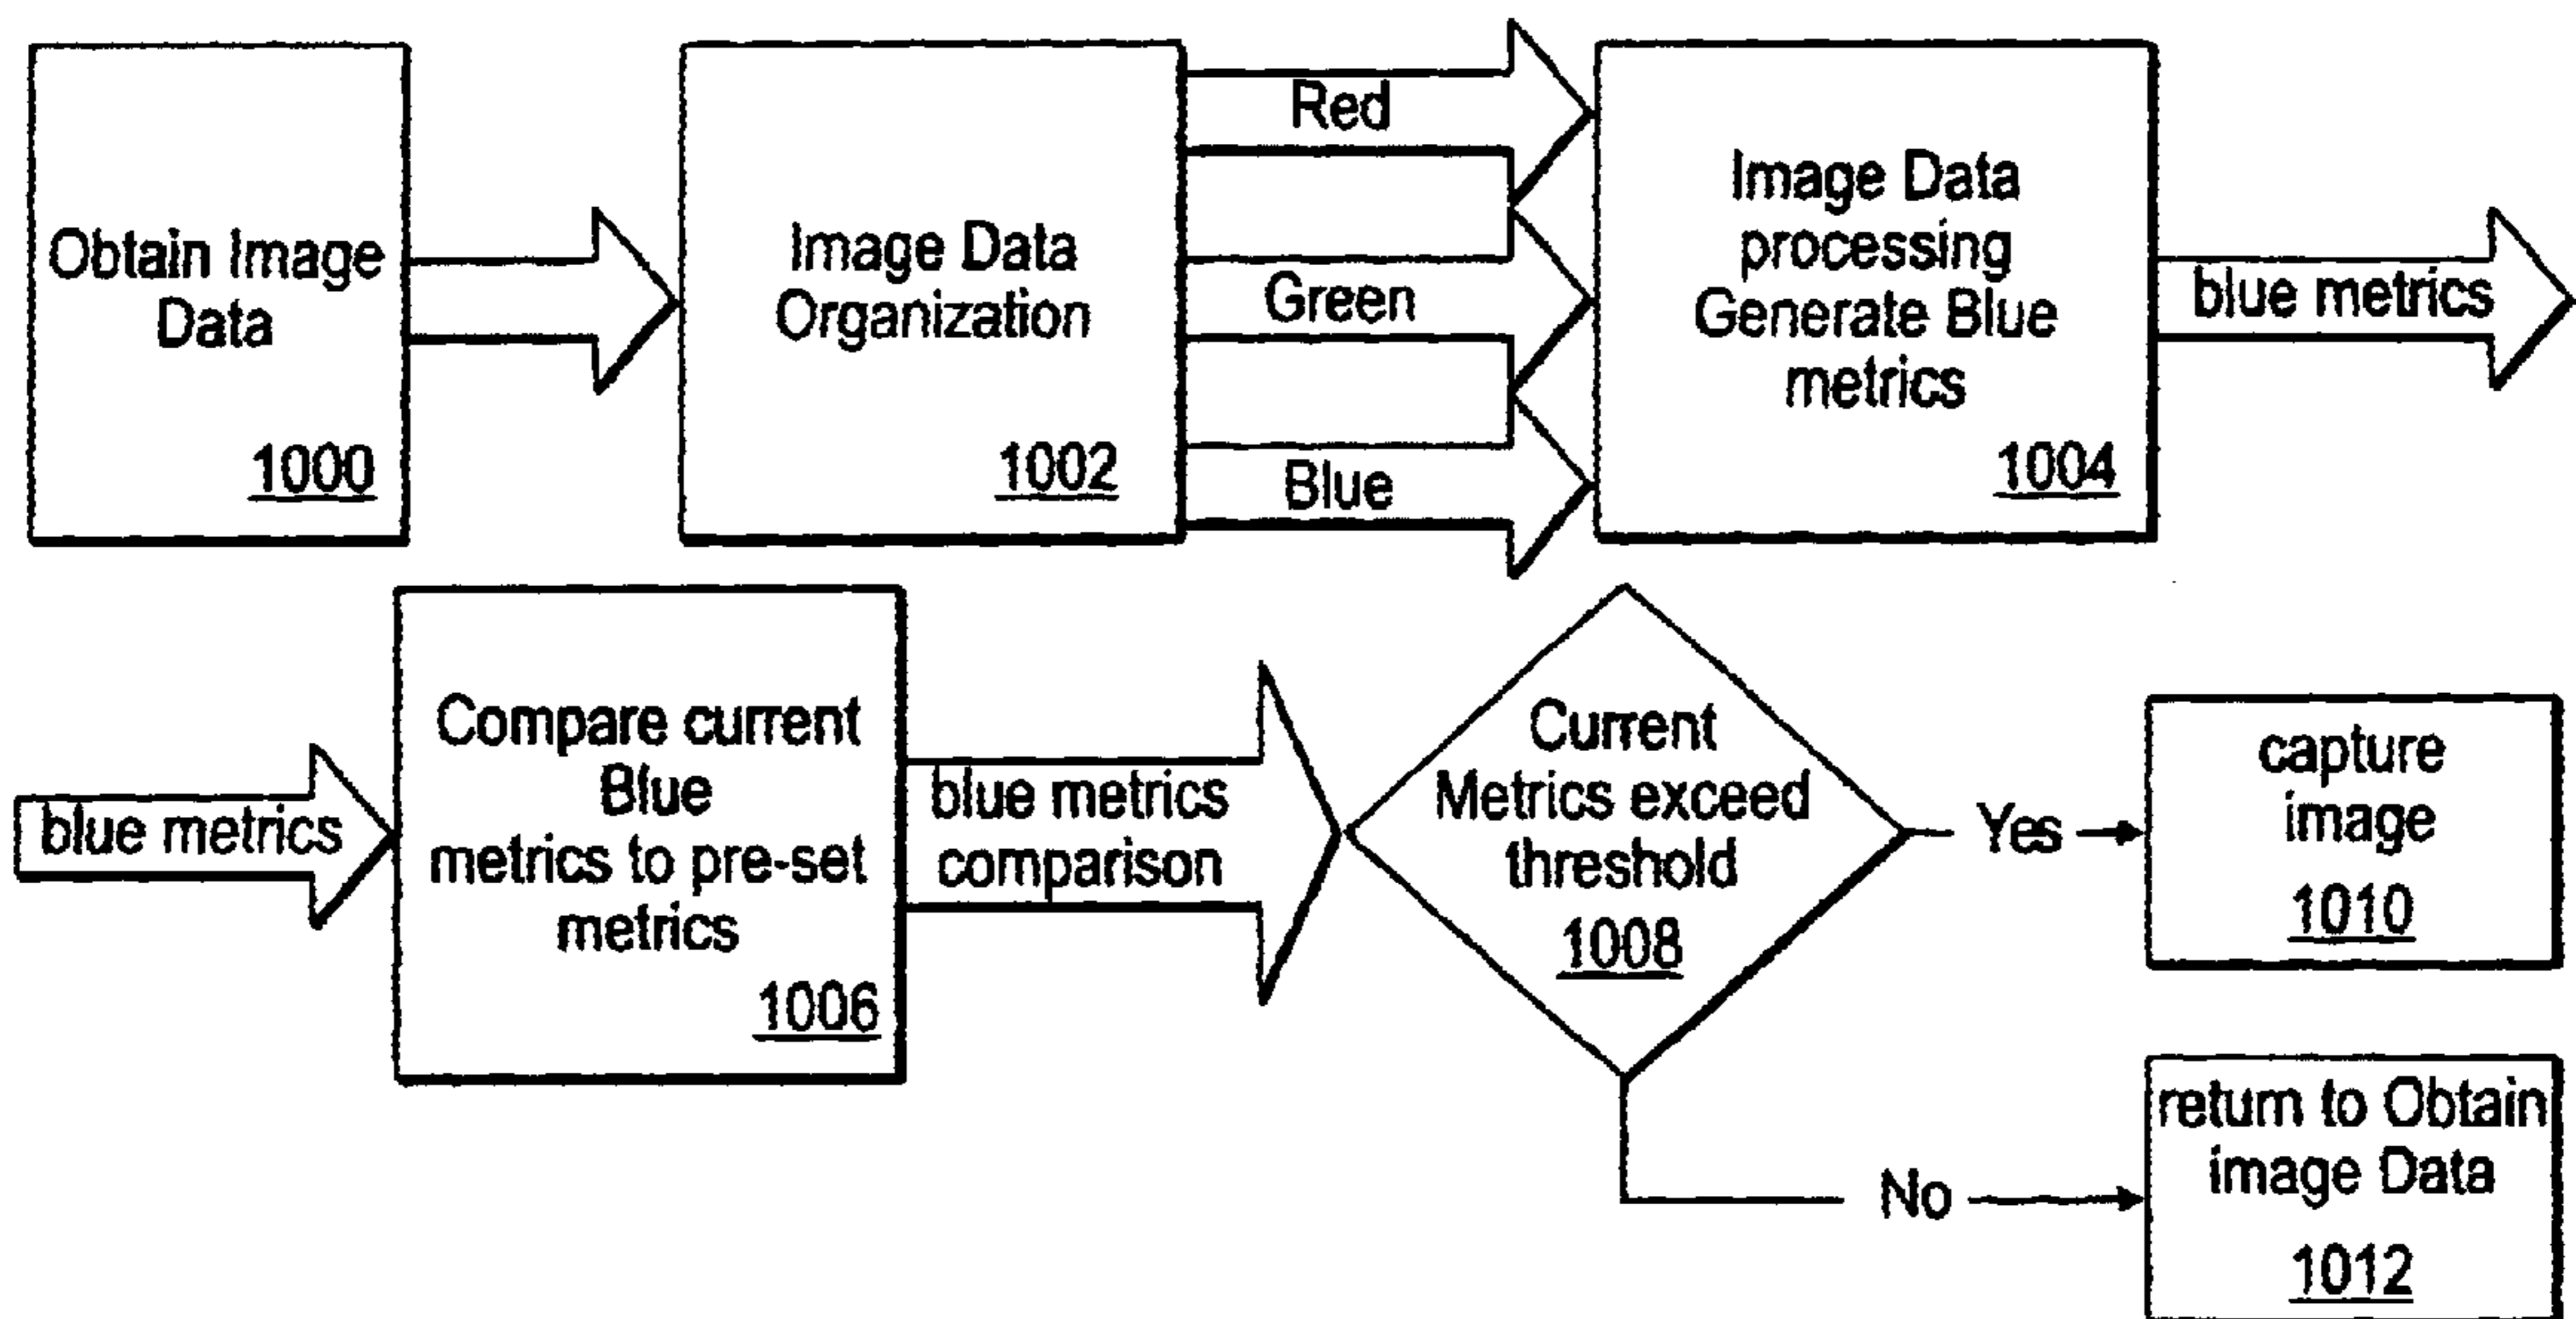 Obtain Image
Data
1000
Image Data
Organization
1002
Red
Green
Blue
Image Data
processing
Generate Blue
metrics
1004
blue metrics
blue metrics
Compare current
Blue
metrics to pre-set
metrics
1006
blue metrics
comparison
Current
Metrics exceed
threshold
1008
Yes
capture
image
1010
No
return to Obtain
image Data
1012